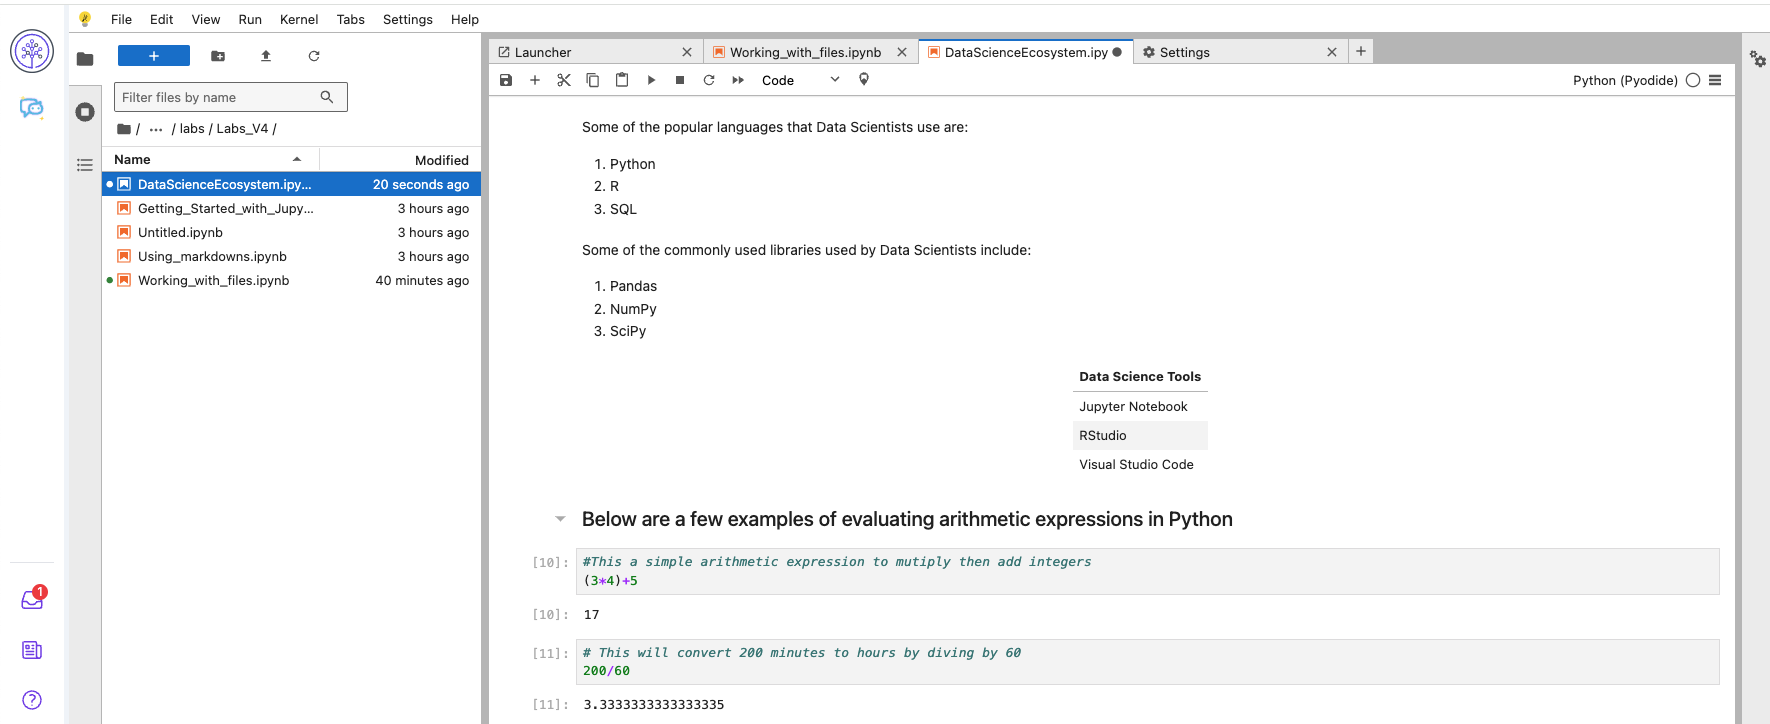 File Edit View Run Kernel Tabs Settings Help
+
Filter files by name
/ ... / labs / Labs_V4 /
Name Modified
DataScienceEcosystem.ipy... 20 seconds ago
Getting_Started_with_Jupy... 3 hours ago
Untitled.ipynb 3 hours ago
Using_markdowns.ipynb 3 hours ago
Working_with_files.ipynb 40 minutes ago
1
Launcher Working_with_files.ipynb DataScienceEcosystem.ipy Settings +
Code Python (Pyodide)
Some of the popular languages that Data Scientists use are:
1. Python
2. R
3. SQL
Some of the commonly used libraries used by Data Scientists include:
1. Pandas
2. NumPy
3. SciPy
Data Science Tools
Jupyter Notebook
RStudio
Visual Studio Code
Below are a few examples of evaluating arithmetic expressions in Python
[10]: #This a simple arithmetic expression to mutiply then add integers
(3*4)+5
[10]: 17
[11]: # This will convert 200 minutes to hours by diving by 60
200/60
[11]: 3.3333333333333335